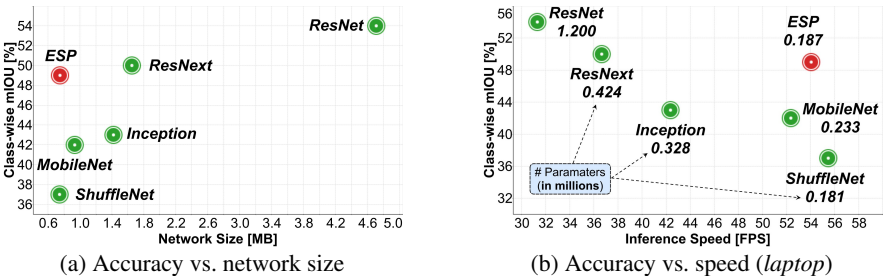 Class-wise mIOU [%]
54
52
50
48
46
44
42
40
38
36
ResNet
ESP
ResNext
Inception
MobileNet
ShuffleNet
0.6 1.0 1.4 1.8 2.2 2.6 3.0 3.4 3.8 4.2 4.6 5.0
Network Size [MB]
(a) Accuracy vs. network size
Class-wise mIOU [%]
56
52
48
44
40
36
32
ResNet
1.200
ESP
0.187
ResNext
0.424
Inception
0.328
MobileNet
0.233
ShuffleNet
0.181
# Paramaters
(in millions)
30 34 36 38 42 44 46 48 50 52 54 56 58
Inference Speed [FPS]
(b) Accuracy vs. speed (laptop)